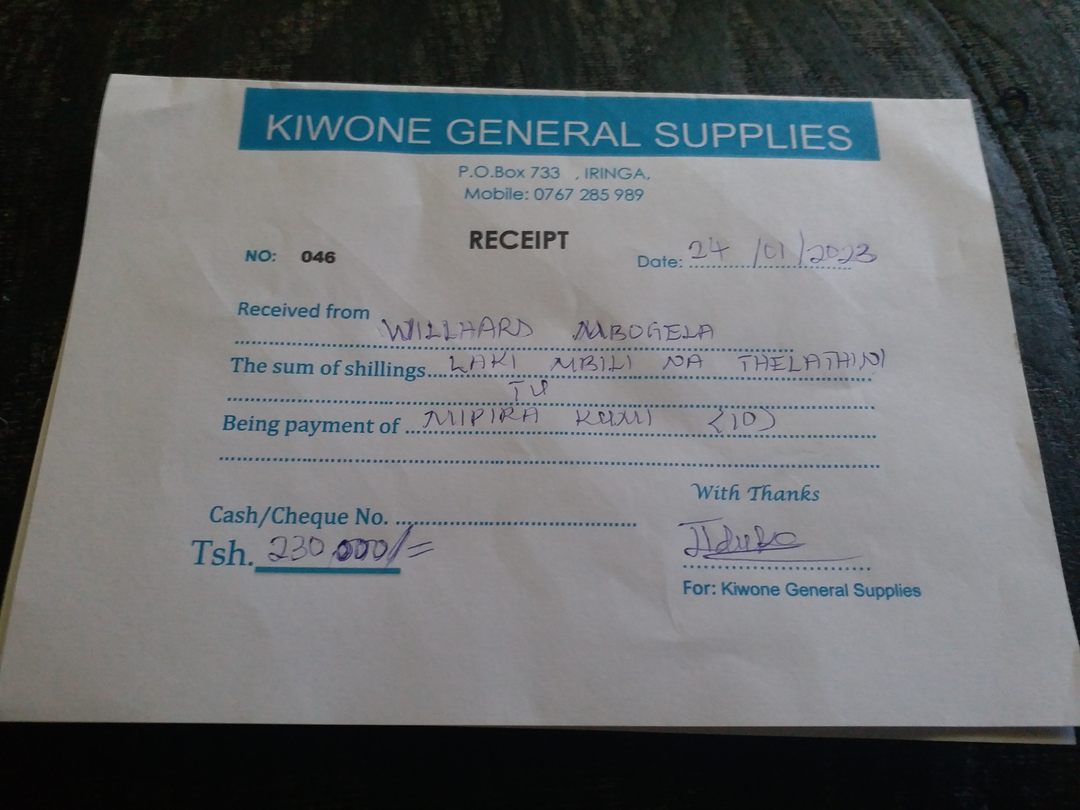 KIWONE GENERAL SUPPLIES
P.O.Box 733 , IRINGA,
Mobile: 0767 285 989
RECEIPT
NO: 046
Date: 24/01/2023
Received from WILLHARD MBOGELA
The sum of shillings LAKI MBILI NA THELATHINI
TU
Being payment of MIPIRA KUMI (10)
With Thanks
Cash/Cheque No.
Tsh. 230,000/=
For: Kiwone General Supplies